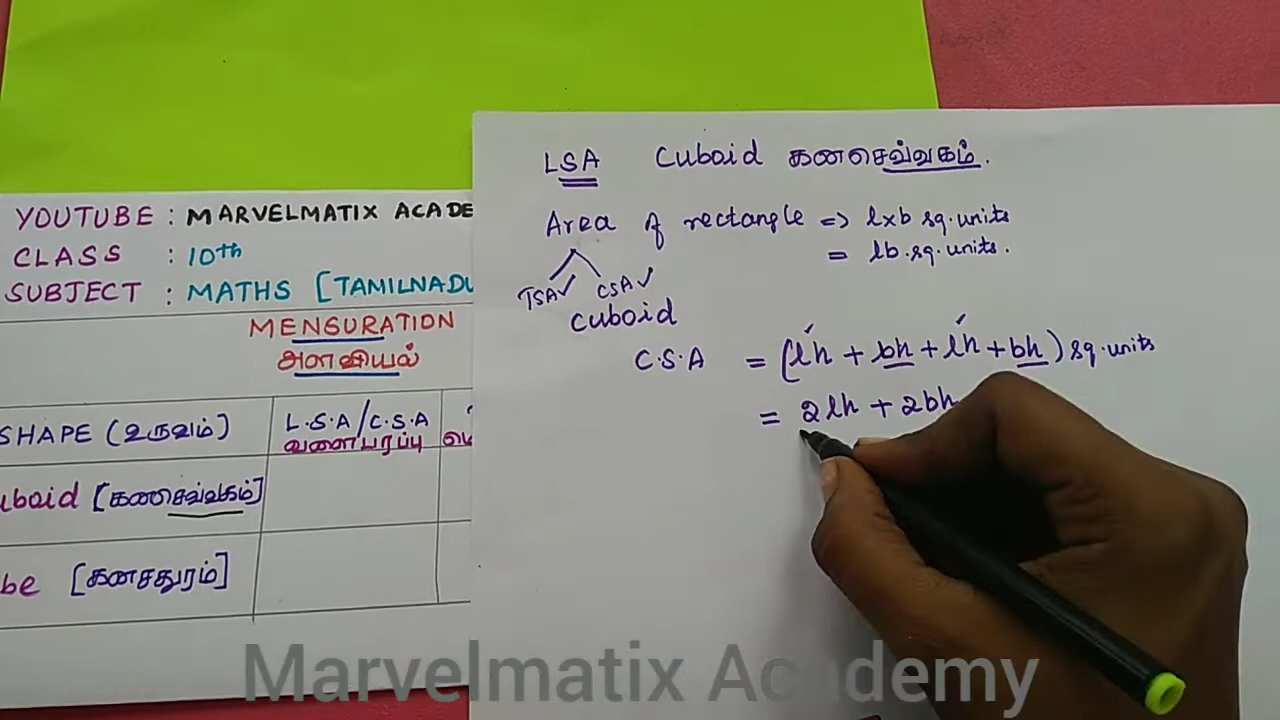 YOUTUBE : MARVELMATIX ACADE
CLASS : 10th
SUBJECT : MATHS [TAMILNADU
MENSURATION
அளவியல்
SHAPE (உருவம்) L.S.A/C.S.A
வளைபரப்பு மெ
uboid [கனசெவ்வகம்]
be [கனசதுரம்]
LSA Cuboid கனசெவ்வகம்.
Area of rectangle => lxb sq.units
= lb.sq.units.
TSA✓ CSA✓
cuboid
C.S.A = (lh + bh + lh + bh) sq.units
= 2lh + 2bh
Marvelmatix Academy